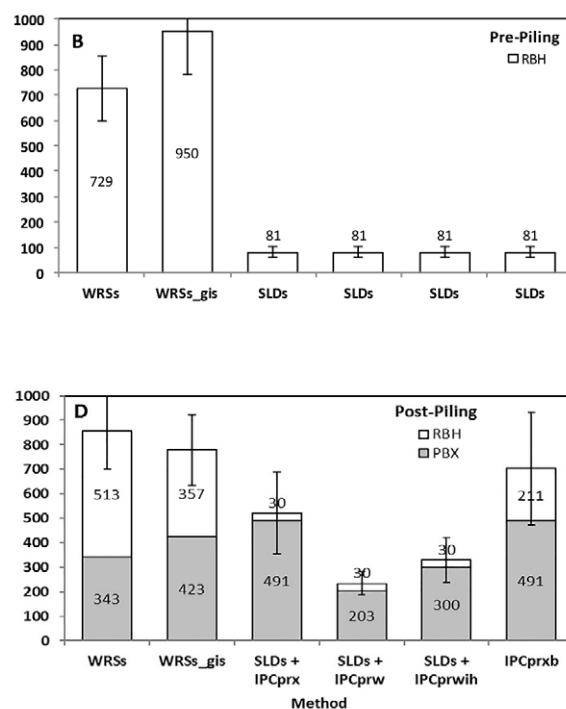 1000
B
Pre-Piling
900
RBH
800
700
600
500
950
400
729
300
200
81 81 81 81
100
0
WRSs WRSs_gis SLDs SLDs SLDs SLDs
1000
D
Post-Piling
900
RBH
800
PBX
700
600
513 357 30 211
500
400
30
300
491 30 491
200
343 423 203 300
100
0
WRSs WRSs_gis SLDs + SLDs + SLDs + IPCprxb
IPCprx IPCprw IPCprwih
Method